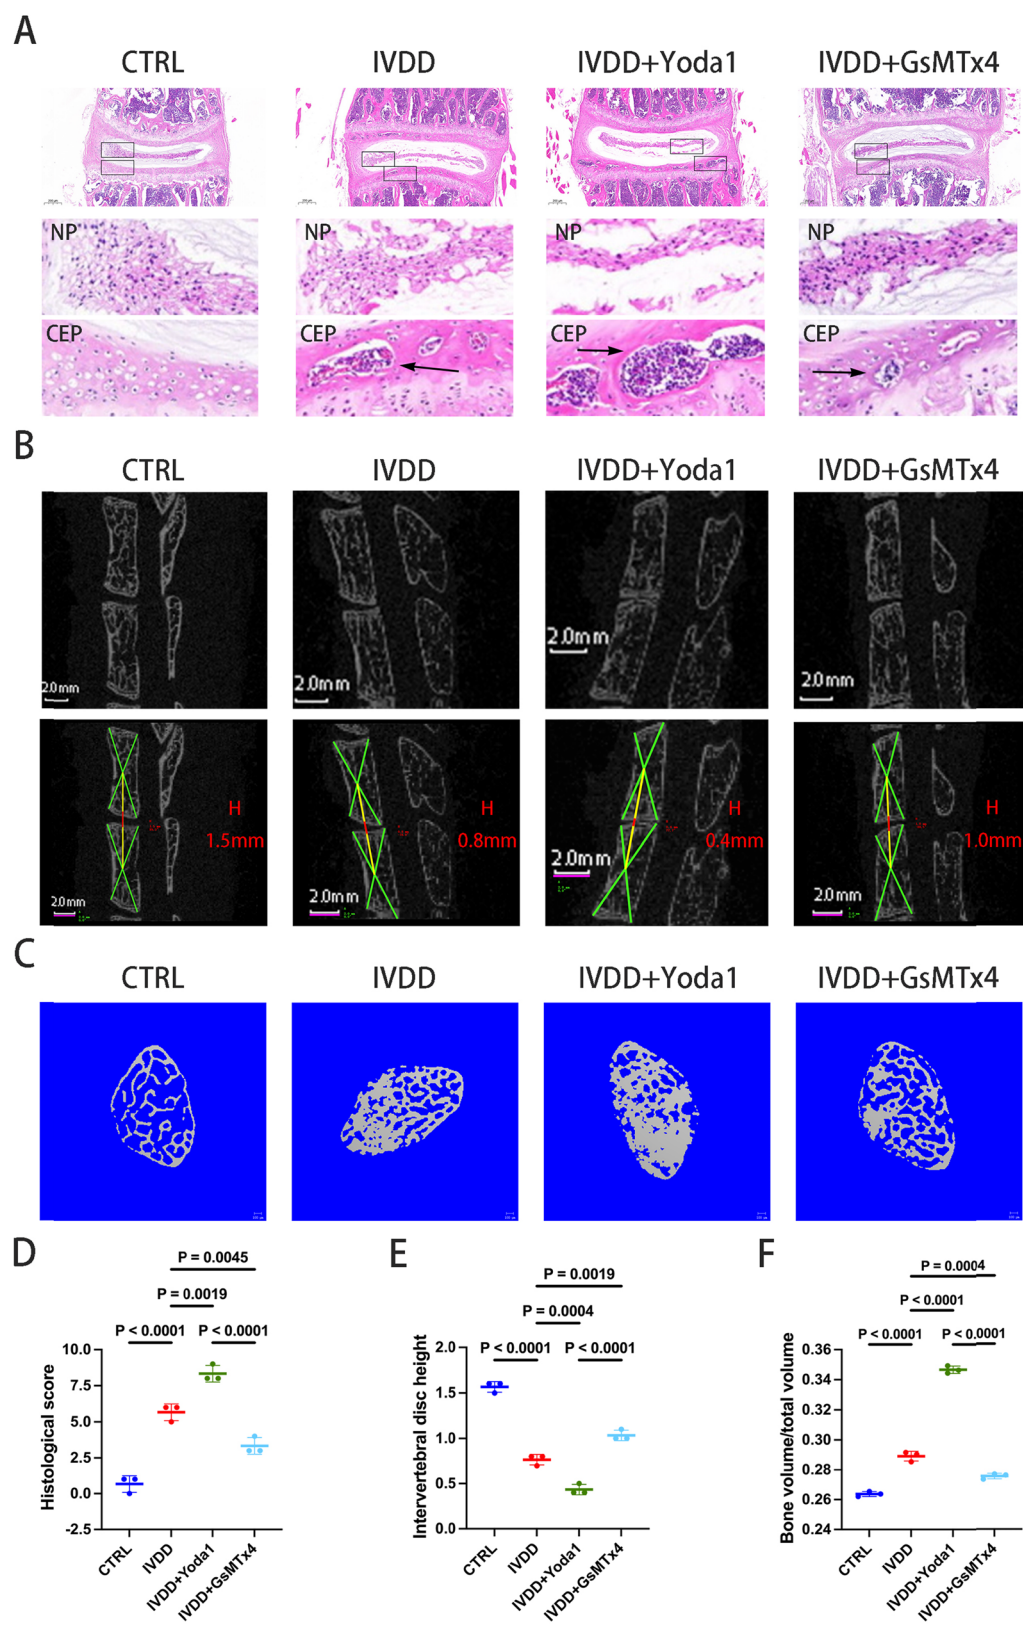 A
CTRL IVDD IVDD+Yoda1 IVDD+GsMTx4
NP NP NP NP
CEP CEP CEP CEP
B
CTRL IVDD IVDD+Yoda1 IVDD+GsMTx4
2.0mm 2.0mm 2.0mm 2.0mm
H H H H
1.5mm 0.8mm 0.4mm 1.0mm
2.0mm 2.0mm 2.0mm 2.0mm
C
CTRL IVDD IVDD+Yoda1 IVDD+GsMTx4
D
P = 0.0045
P = 0.0019
P < 0.0001 P < 0.0001
Histological score
10.0
7.5
5.0
2.5
0.0
-2.5
CTRL
IVDD
IVDD+Yoda1
IVDD+GsMTx4
E
P = 0.0019
P = 0.0004
P < 0.0001 P < 0.0001
Intervertebral disc height
2.0
1.5
1.0
0.5
0.0
CTRL
IVDD
IVDD+Yoda1
IVDD+GsMTx4
F
P = 0.0004
P < 0.0001
P < 0.0001 P < 0.0001
Bone volume/total volume
0.36
0.34
0.32
0.30
0.28
0.26
0.24
CTRL
IVDD
IVDD+Yoda1
IVDD+GsMTx4